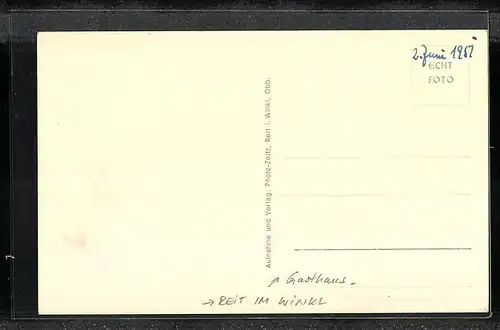 2. Juni 1951
ECHT
FOTO
Aufnahme und Verlag: Photo-Zeitz, Reit i. Winkl, Obb.
Gasthaus.
→ REIT IM WINKL